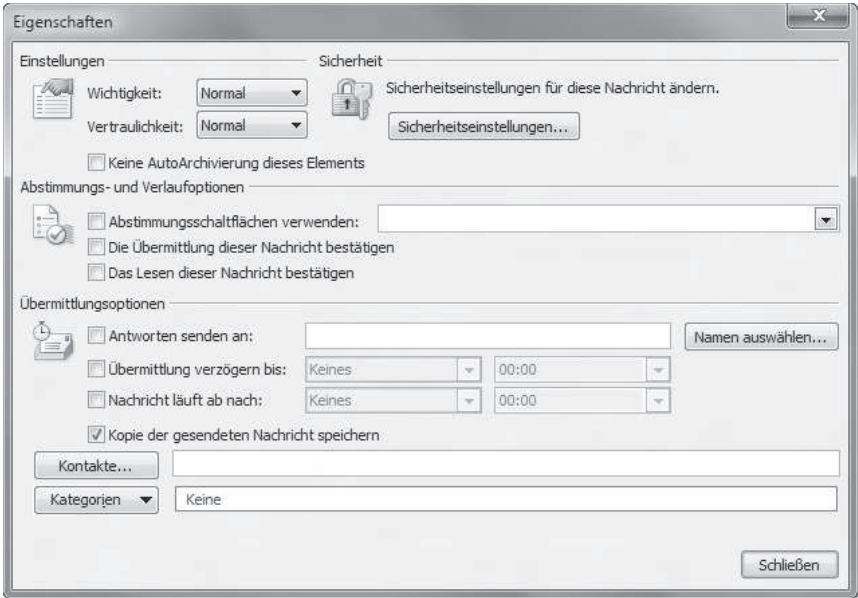 Eigenschaften
Einstellungen
Sicherheit
Wichtigkeit: Normal
Sicherheitseinstellungen für diese Nachricht ändern.
Vertraulichkeit: Normal
Sicherheitseinstellungen...
Keine AutoArchivierung dieses Elements
Abstimmungs- und Verlaufoptionen
Abstimmungsschaltflächen verwenden:
Die Übermittlung dieser Nachricht bestätigen
Das Lesen dieser Nachricht bestätigen
Übermittlungsoptionen
Antworten senden an:
Namen auswählen...
Übermittlung verzögern bis: Keines 00:00
Nachricht läuft ab nach: Keines 00:00
Kopie der gesendeten Nachricht speichern
Kontakte...
Kategorien Keine
Schließen